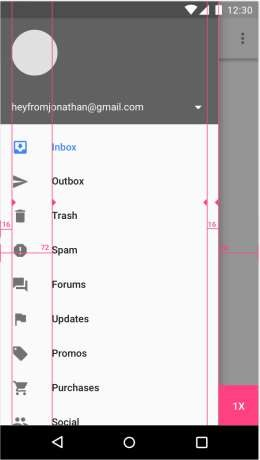 12:30
heyfromjonathan@gmail.com
Inbox
Outbox
Trash
16
16
72
Spam
Forums
Updates
Promos
Purchases
1X
Social